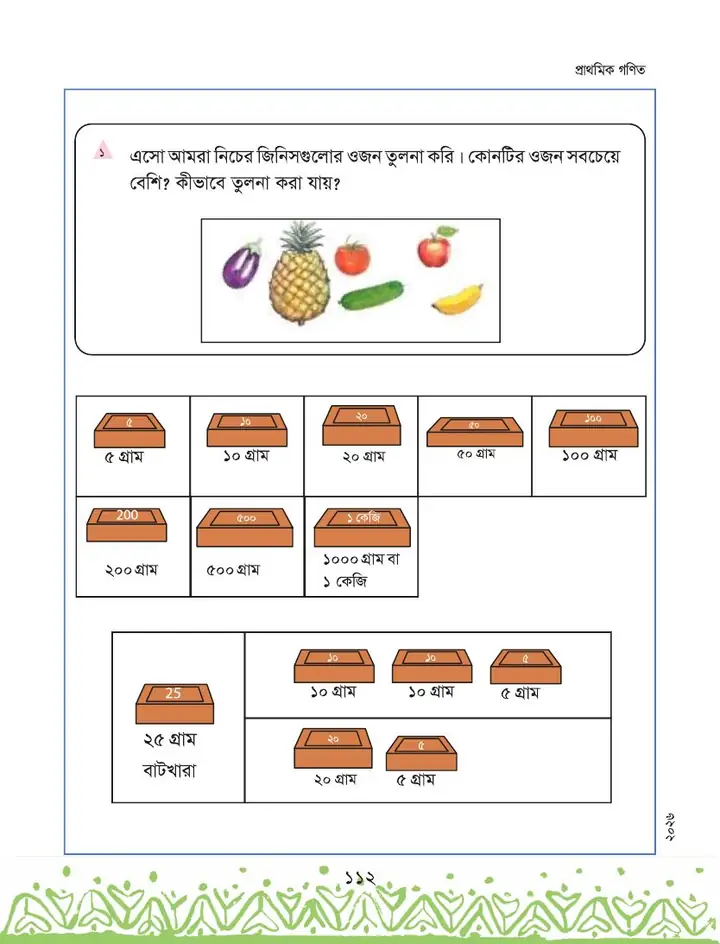 প্রাথমিক গণিত
১
এসো আমরা নিচের জিনিসগুলোর ওজন তুলনা করি। কোনটির ওজন সবচেয়ে
বেশি? কীভাবে তুলনা করা যায়?
৫ ১০ ২০ ৫০ ১০০
৫ গ্রাম ১০ গ্রাম ২০ গ্রাম ৫০ গ্রাম ১০০ গ্রাম
200 ৫০০ ১ কেজি
২০০ গ্রাম ৫০০ গ্রাম ১০০০ গ্রাম বা
১ কেজি
25
২৫ গ্রাম
বাটখারা
১০ ১০ ৫
১০ গ্রাম ১০ গ্রাম ৫ গ্রাম
২০ ৫
২০ গ্রাম ৫ গ্রাম
২০২৬
১১২